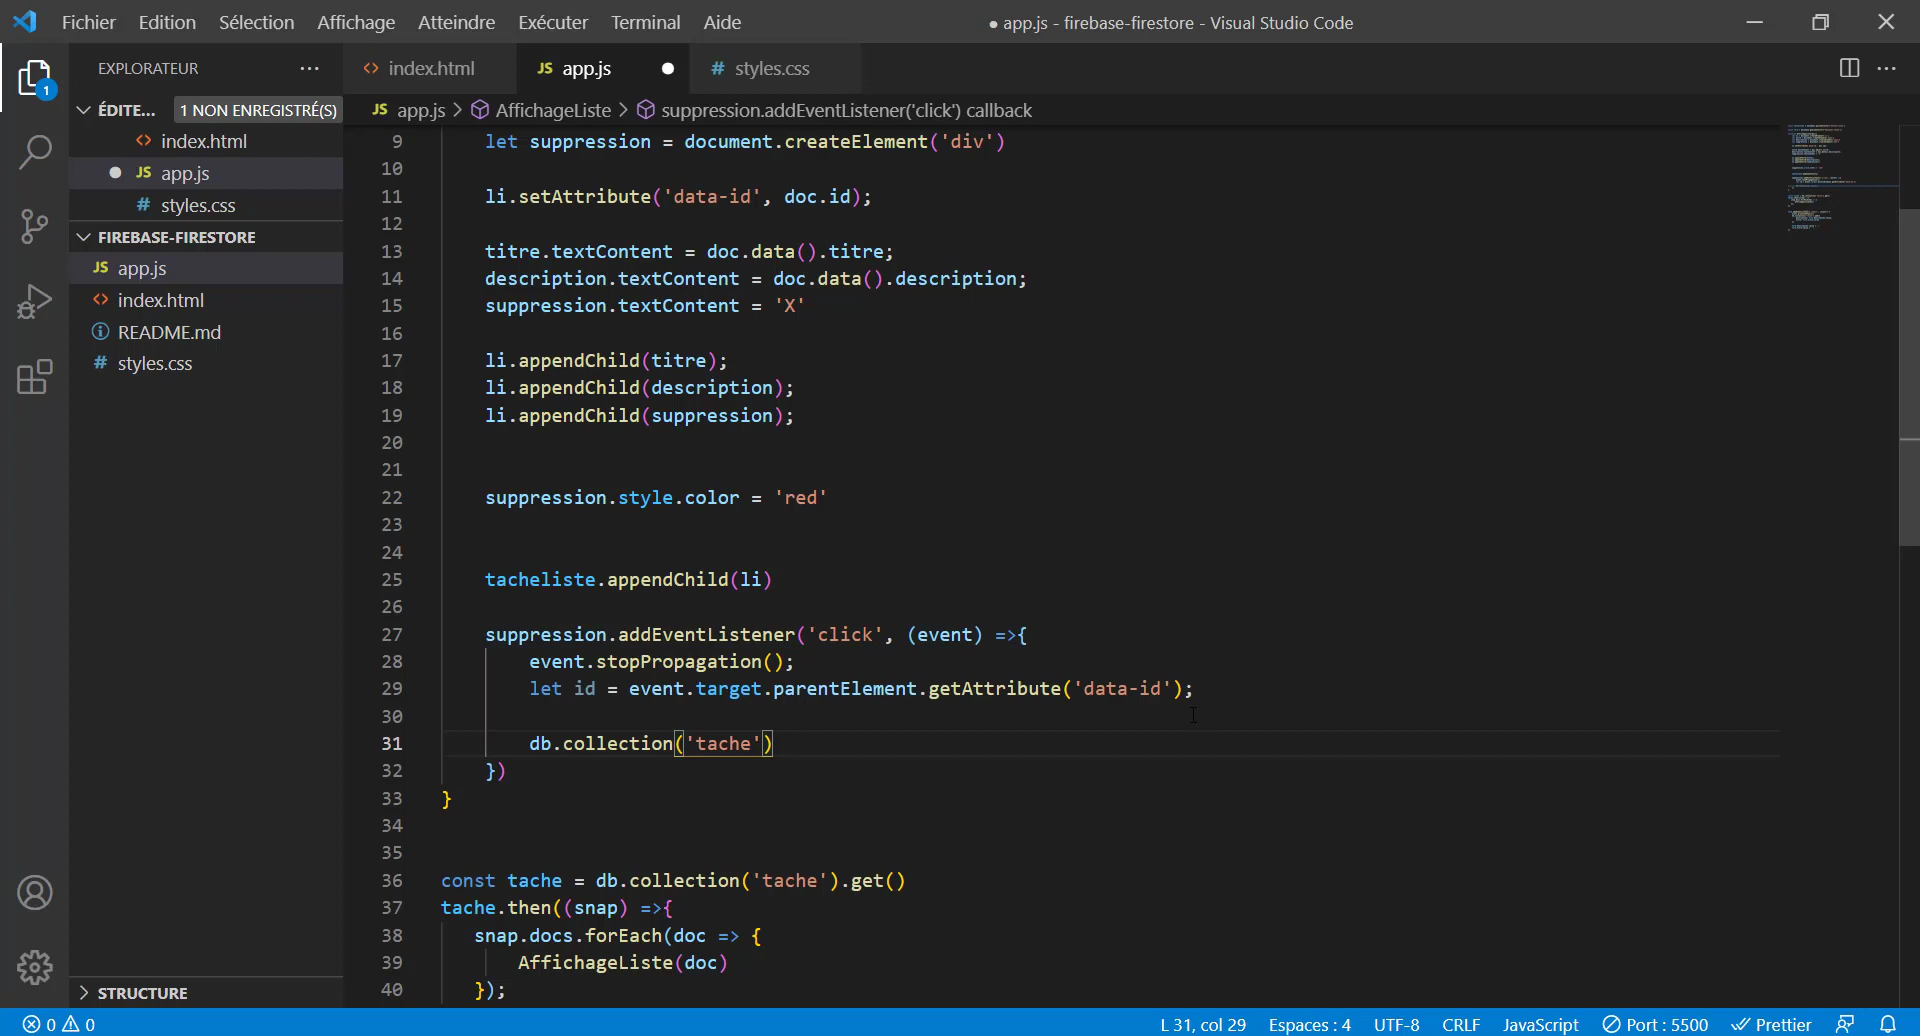 Fichier Edition Sélection Affichage Atteindre Exécuter Terminal Aide ● app.js - firebase-firestore - Visual Studio Code
EXPLORATEUR ···
1
ÉDITE... 1 NON ENREGISTRÉ(S)
<> index.html
● JS app.js
# styles.css
FIREBASE-FIRESTORE
JS app.js
<> index.html
README.md
# styles.css
STRUCTURE
<> index.html JS app.js ● # styles.css
JS app.js > AffichageListe > suppression.addEventListener('click') callback
9 let suppression = document.createElement('div')
10
11 li.setAttribute('data-id', doc.id);
12
13 titre.textContent = doc.data().titre;
14 description.textContent = doc.data().description;
15 suppression.textContent = 'X'
16
17 li.appendChild(titre);
18 li.appendChild(description);
19 li.appendChild(suppression);
20
21
22 suppression.style.color = 'red'
23
24
25 tacheliste.appendChild(li)
26
27 suppression.addEventListener('click', (event) =>{
28 event.stopPropagation();
29 let id = event.target.parentElement.getAttribute('data-id');
30
31 db.collection('tache')
32 })
33 }
34
35
36 const tache = db.collection('tache').get()
37 tache.then((snap) =>{
38 snap.docs.forEach(doc => {
39 AffichageListe(doc)
40 });
0 0 L 31, col 29 Espaces : 4 UTF-8 CRLF JavaScript Port : 5500 Prettier